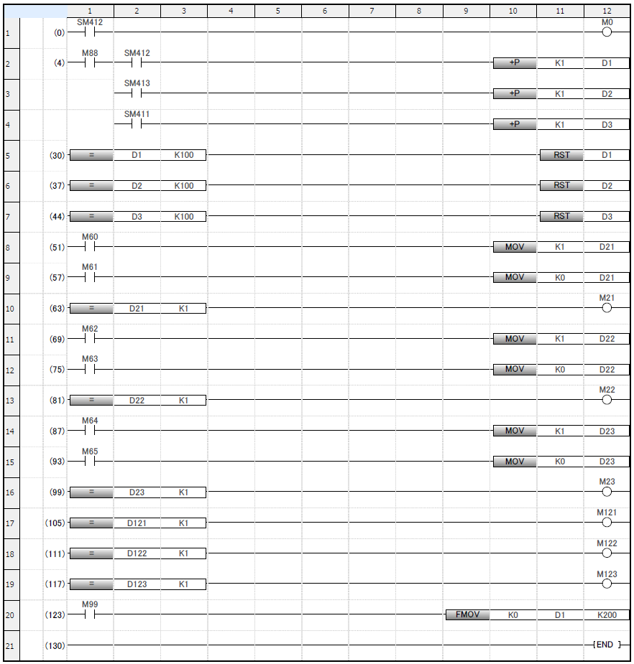 1 2 3 4 5 6 7 8 9 10 11 12
SM412 M0
1 (0)
M88 SM412
2 (4) +P K1 D1
SM413
3 +P K1 D2
SM411
4 +P K1 D3
5 (30) = D1 K100 RST D1
6 (37) = D2 K100 RST D2
7 (44) = D3 K100 RST D3
M60
8 (51) MOV K1 D21
M61
9 (57) MOV K0 D21
M21
10 (63) = D21 K1
M62
11 (69) MOV K1 D22
M63
12 (75) MOV K0 D22
M22
13 (81) = D22 K1
M64
14 (87) MOV K1 D23
M65
15 (93) MOV K0 D23
M23
16 (99) = D23 K1
M121
17 (105) = D121 K1
M122
18 (111) = D122 K1
M123
19 (117) = D123 K1
M99
20 (123) FMOV K0 D1 K200
21 (130) [END ]